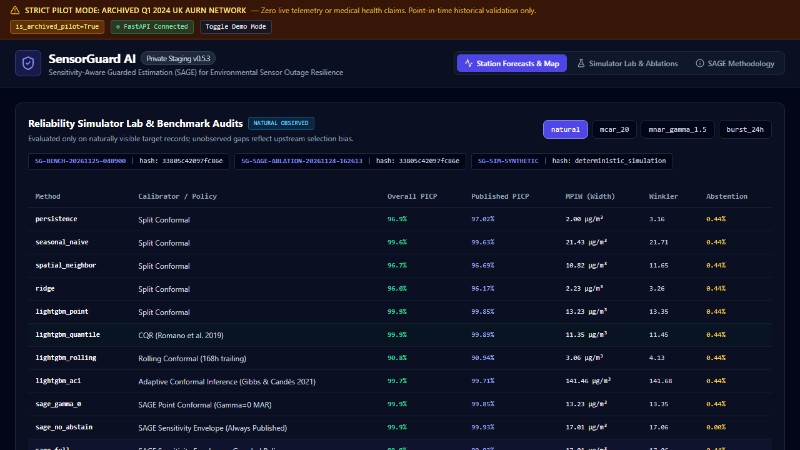 STRICT PILOT MODE: ARCHIVED Q1 2024 UK AURN NETWORK — Zero live telemetry or medical health claims. Point-in-time historical validation only.
is_archived_pilot=True FastAPI Connected Toggle Demo Mode
SensorGuard AI Private Staging v0.5.3
Sensitivity-Aware Guarded Estimation (SAGE) for Environmental Sensor Outage Resilience
Station Forecasts & Map Simulator Lab & Ablations SAGE Methodology
Reliability Simulator Lab & Benchmark Audits NATURAL OBSERVED
Evaluated only on naturally visible target records; unobserved gaps reflect upstream selection bias.
natural mcar_20 mnar_gamma_1.5 burst_24h
SG-BENCH-20261125-040900 | hash: 33805c42097fc86e SG-SAGE-ABLATION-20261124-162613 | hash: 33805c42097fc86e SG-SIM-SYNTHETIC | hash: deterministic_simulation
Method Calibrator / Policy Overall PICP Published PICP MPIW (Width) Winkler Abstention
persistence Split Conformal 96.9% 97.02% 2.00 µg/m³ 3.16 0.44%
seasonal_naive Split Conformal 99.6% 99.63% 21.43 µg/m³ 21.71 0.44%
spatial_neighbor Split Conformal 96.7% 96.69% 10.82 µg/m³ 11.65 0.44%
ridge Split Conformal 96.0% 96.17% 2.23 µg/m³ 3.26 0.44%
lightgbm_point Split Conformal 99.9% 99.85% 13.23 µg/m³ 13.35 0.44%
lightgbm_quantile CQR (Romano et al. 2019) 99.9% 99.89% 11.35 µg/m³ 11.45 0.44%
lightgbm_rolling Rolling Conformal (168h trailing) 90.8% 90.94% 3.06 µg/m³ 4.13 0.44%
lightgbm_aci Adaptive Conformal Inference (Gibbs & Candès 2021) 99.7% 99.71% 141.46 µg/m³ 141.68 0.44%
sage_gamma_0 SAGE Point Conformal (Gamma=0 MAR) 99.9% 99.85% 13.23 µg/m³ 13.35 0.44%
sage_no_abstain SAGE Sensitivity Envelope (Always Published) 99.9% 99.93% 17.01 µg/m³ 17.06 0.00%